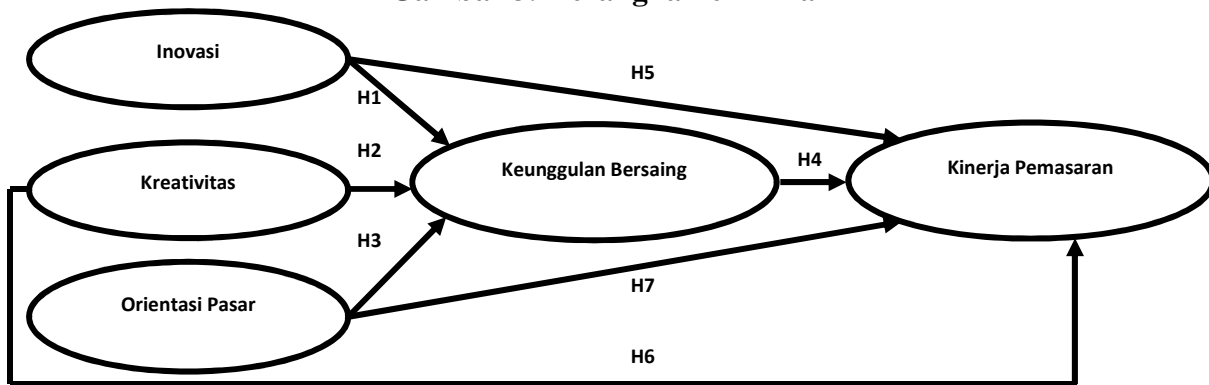 Inovasi
H5
H1
H2
Kreativitas
Keunggulan Bersaing
H4
Kinerja Pemasaran
H3
Orientasi Pasar
H7
H6